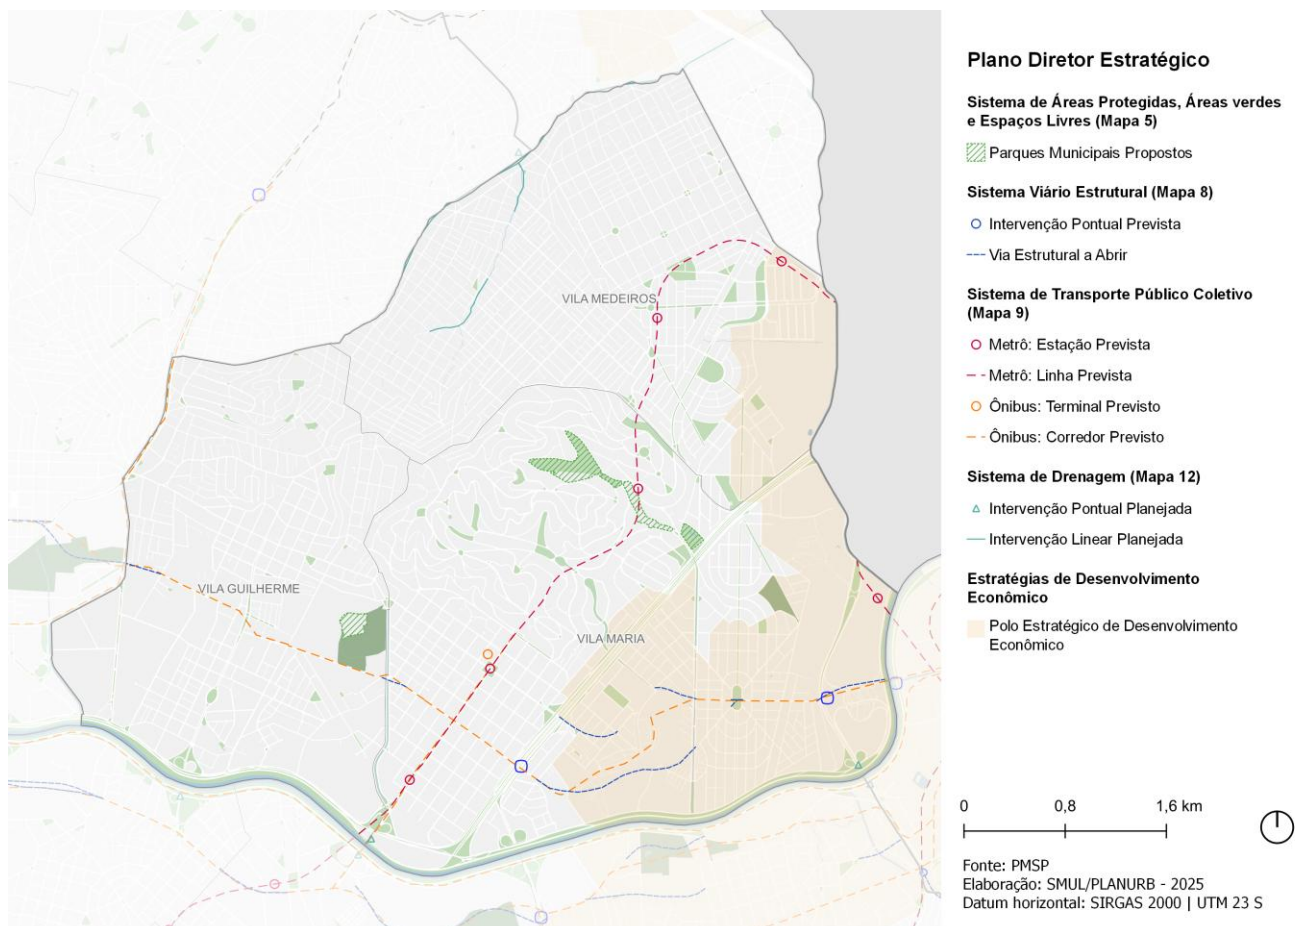 VILA MEDEIROS
VILA GUILHERME
VILA MARIA
Plano Diretor Estratégico
Sistema de Áreas Protegidas, Áreas verdes
e Espaços Livres (Mapa 5)
Parques Municipais Propostos
Sistema Viário Estrutural (Mapa 8)
Intervenção Pontual Prevista
Via Estrutural a Abrir
Sistema de Transporte Público Coletivo
(Mapa 9)
Metrô: Estação Prevista
Metrô: Linha Prevista
Ônibus: Terminal Previsto
Ônibus: Corredor Previsto
Sistema de Drenagem (Mapa 12)
Intervenção Pontual Planejada
Intervenção Linear Planejada
Estratégias de Desenvolvimento
Econômico
Polo Estratégico de Desenvolvimento
Econômico
0 0,8 1,6 km
Fonte: PMSP
Elaboração: SMUL/PLANURB - 2025
Datum horizontal: SIRGAS 2000 | UTM 23 S